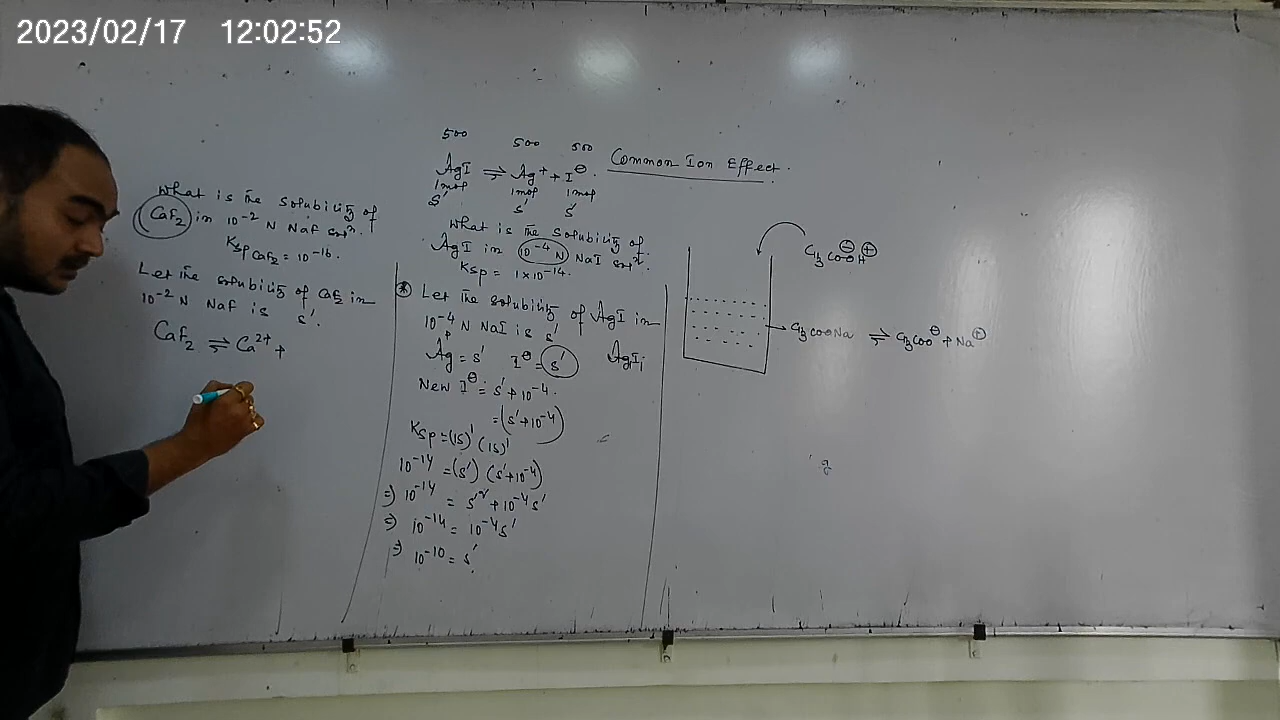 2023/02/17 12:02:52
What is the solubility of
CaF₂ in 10⁻² N NaF solⁿ.
Ksp CaF₂ = 10⁻¹⁶.
Let the solubility of CaF₂ in
10⁻² N NaF is s'.
CaF₂ ⇌ Ca²⁺ +
500 500 500
AgI ⇌ Ag⁺ + I⊖.
1mol 1mol 1mol
s' s' s'
What is the solubility of
AgI in 10⁻⁴ N NaI solⁿ.
Ksp = 1×10⁻¹⁴.
Let the solubility of AgI in
10⁻⁴ N NaI is s'
Ag⁺ = s' I⊖ = s' AgI
New I⊖ = s' + 10⁻⁴.
= (s' + 10⁻⁴)
Ksp = (1s)¹ (1s)¹
10⁻¹⁴ = (s') (s' + 10⁻⁴)
⇒ 10⁻¹⁴ = s'² + 10⁻⁴ s'
⇒ 10⁻¹⁴ = 10⁻⁴ s'
⇒ 10⁻¹⁰ = s'
Common Ion Effect.
CH₃COO⊖H⊕
CH₃COONa ⇌ CH₃COO⊖ + Na⊕